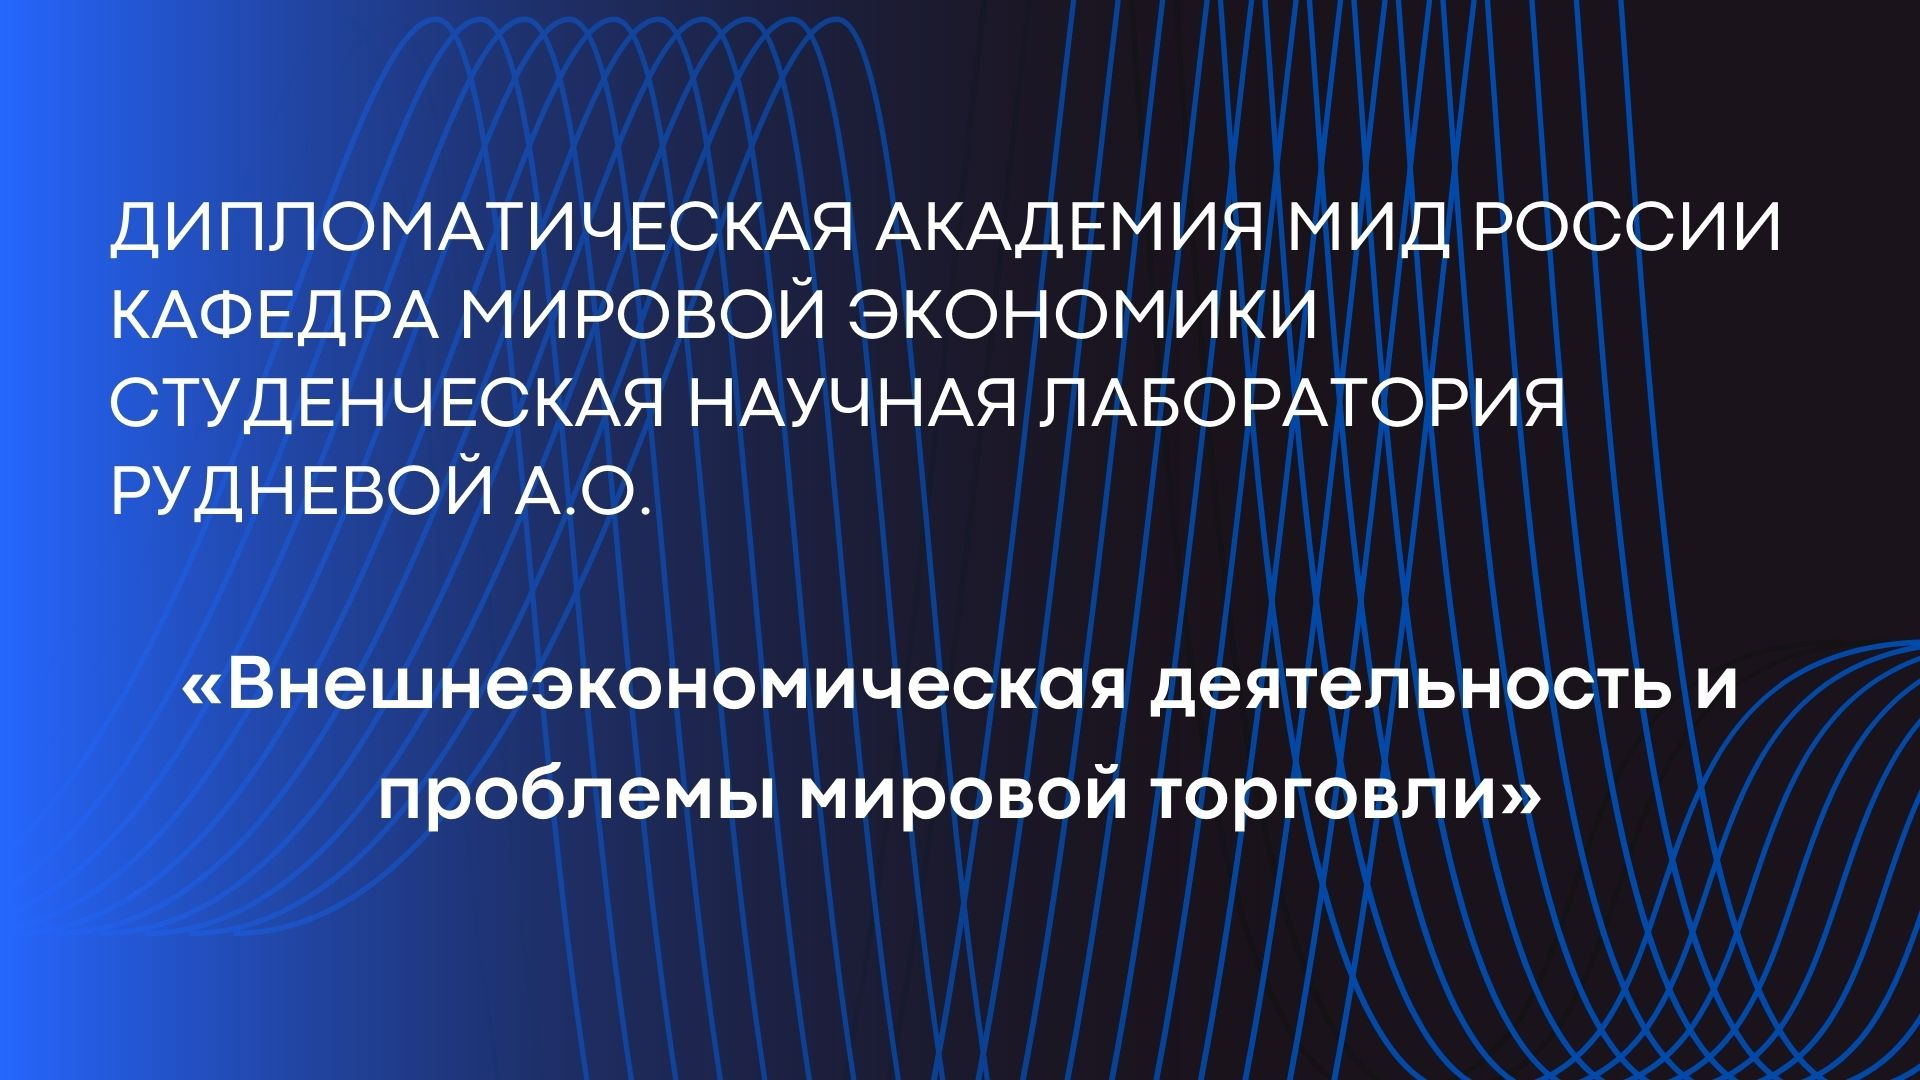 ДИПЛОМАТИЧЕСКАЯ АКАДЕМИЯ МИД РОССИИ
КАФЕДРА МИРОВОЙ ЭКОНОМИКИ
СТУДЕНЧЕСКАЯ НАУЧНАЯ ЛАБОРАТОРИЯ
РУДНЕВОЙ А.О.
«Внешнеэкономическая деятельность и
проблемы мировой торговли»